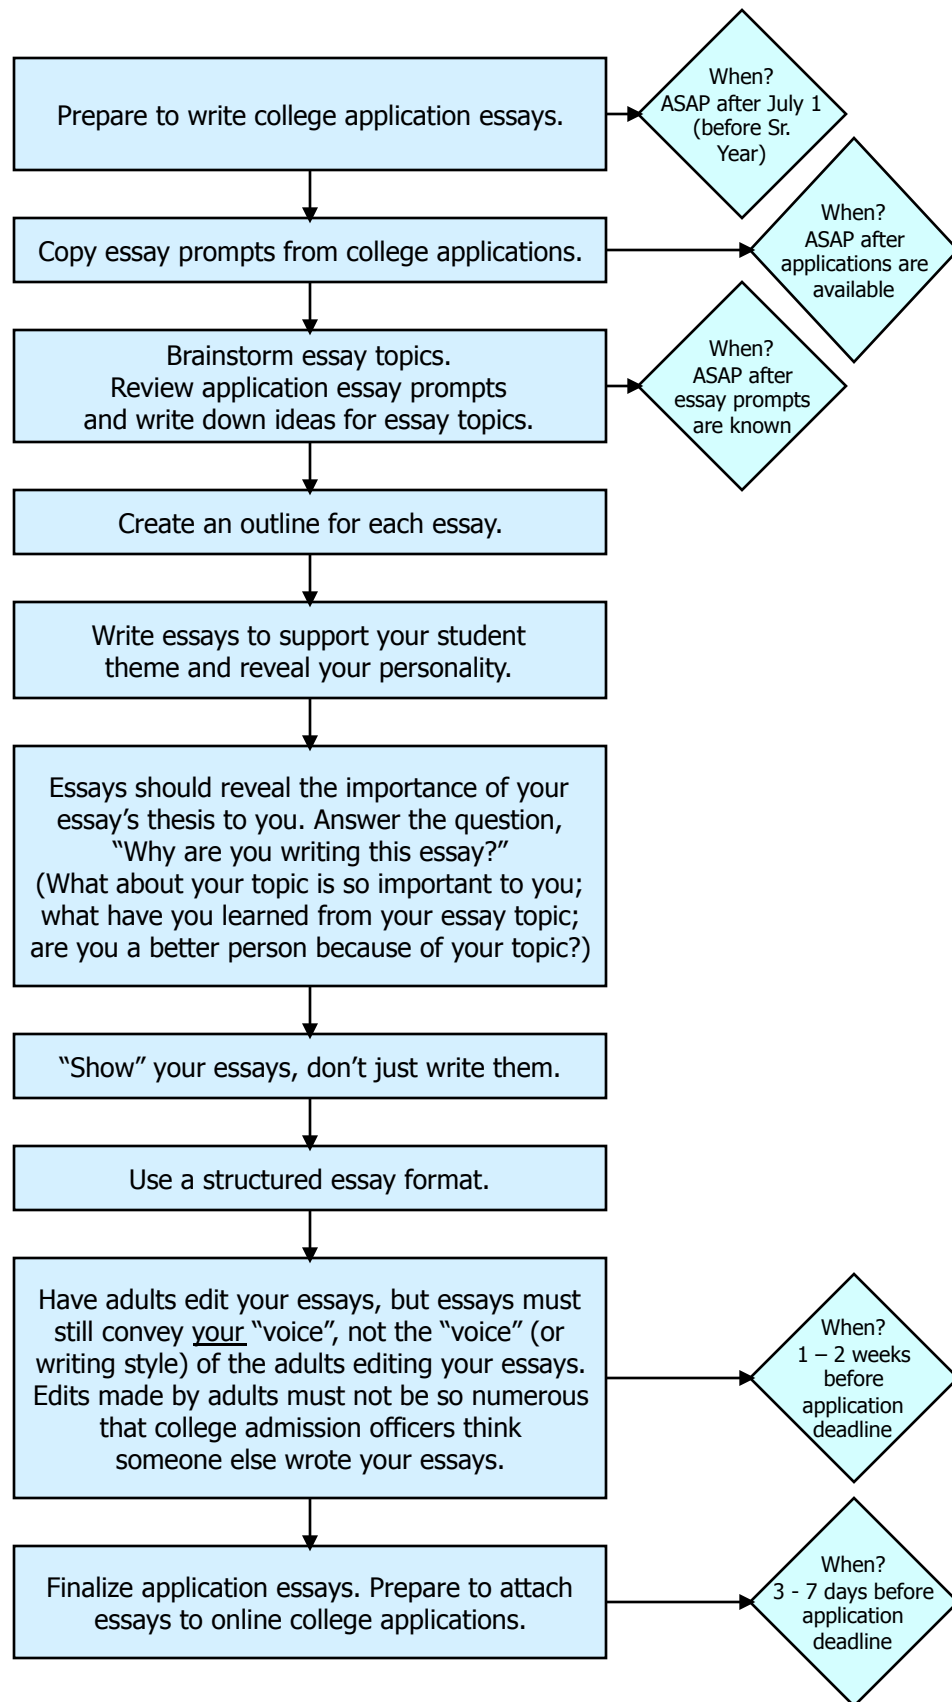 Prepare to write college application essays.
When?
ASAP after July 1
(before Sr.
Year)
Copy essay prompts from college applications.
When?
ASAP after
applications are
available
Brainstorm essay topics.
Review application essay prompts
and write down ideas for essay topics.
When?
ASAP after
essay prompts
are known
Create an outline for each essay.
Write essays to support your student
theme and reveal your personality.
Essays should reveal the importance of your
essay’s thesis to you. Answer the question,
“Why are you writing this essay?”
(What about your topic is so important to you;
what have you learned from your essay topic;
are you a better person because of your topic?)
“Show” your essays, don’t just write them.
Use a structured essay format.
Have adults edit your essays, but essays must
still convey your “voice”, not the “voice” (or
writing style) of the adults editing your essays.
Edits made by adults must not be so numerous
that college admission officers think
someone else wrote your essays.
When?
1 – 2 weeks
before
application
deadline
Finalize application essays. Prepare to attach
essays to online college applications.
When?
3 - 7 days before
application
deadline